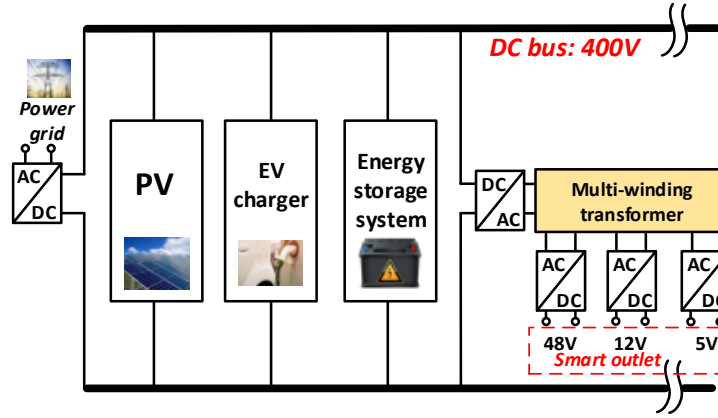 DC bus: 400V
Power
grid
AC
DC
PV
EV
charger
Energy
storage
system
DC
AC
Multi-winding
transformer
AC
DC
AC
DC
AC
DC
48V
12V
5V
Smart outlet